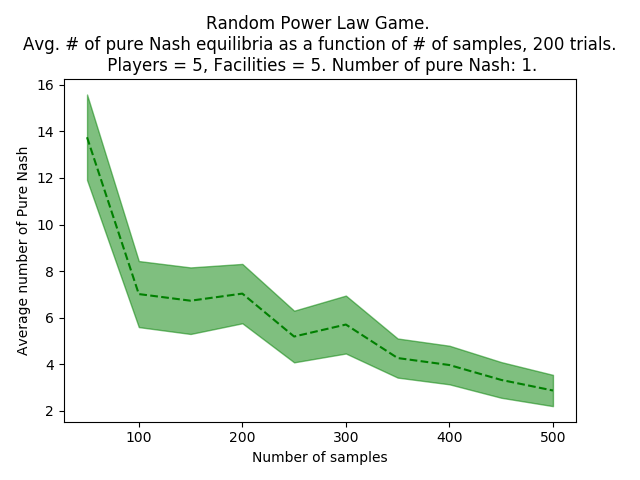 Random Power Law Game.
Avg. # of pure Nash equilibria as a function of # of samples, 200 trials.
Players = 5, Facilities = 5. Number of pure Nash: 1.
Average number of Pure Nash
16
14
12
10
8
6
4
2
100
200
300
400
500
Number of samples